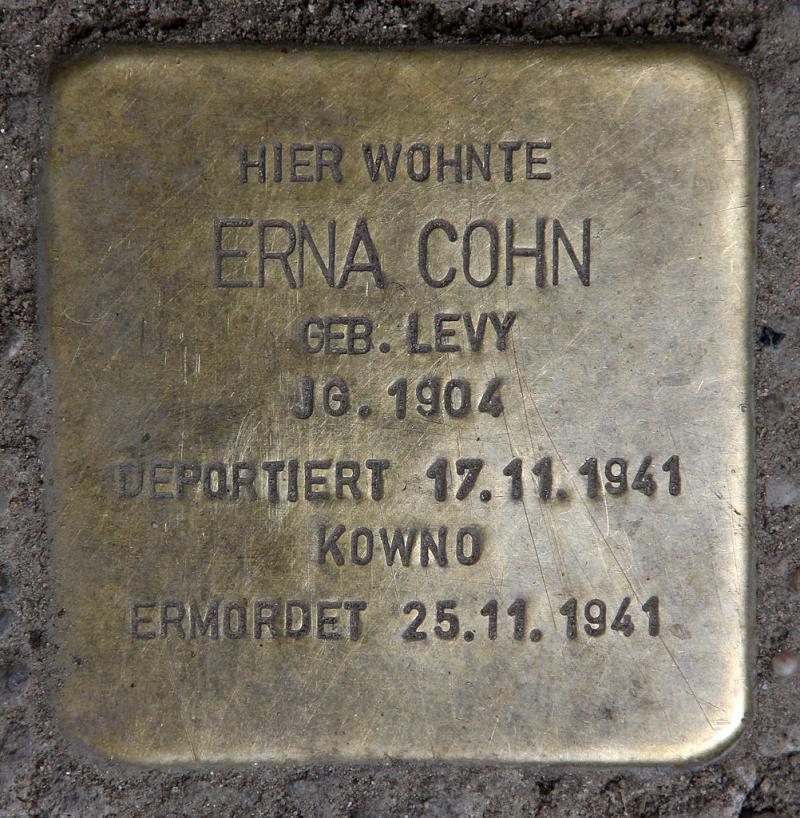 HIER WOHNTE
ERNA COHN
GEB. LEVY
JG. 1904
DEPORTIERT 17.11.1941
KOWNO
ERMORDET 25.11.1941